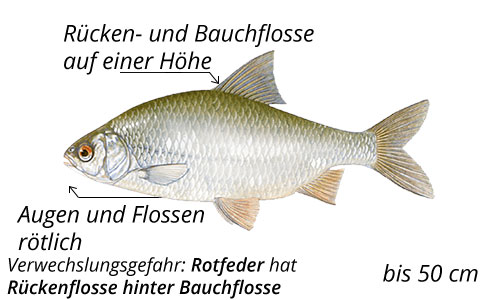 Rücken- und Bauchflosse
auf einer Höhe
Augen und Flossen
rötlich
Verwechslungsgefahr: Rotfeder hat
Rückenflosse hinter Bauchflosse
bis 50 cm